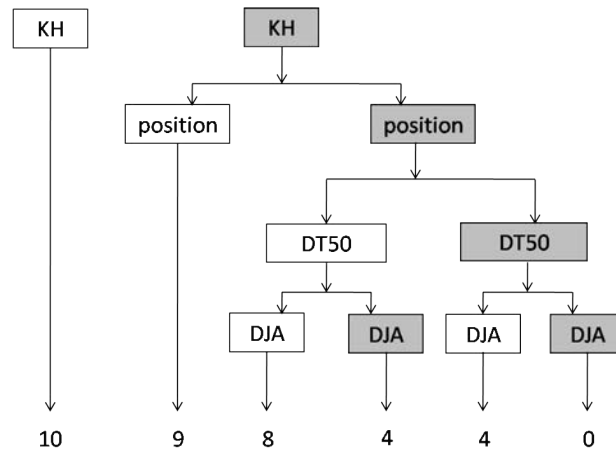 KH KH
position position
DT50 DT50
DJA DJA DJA DJA
10 9 8 4 4 0